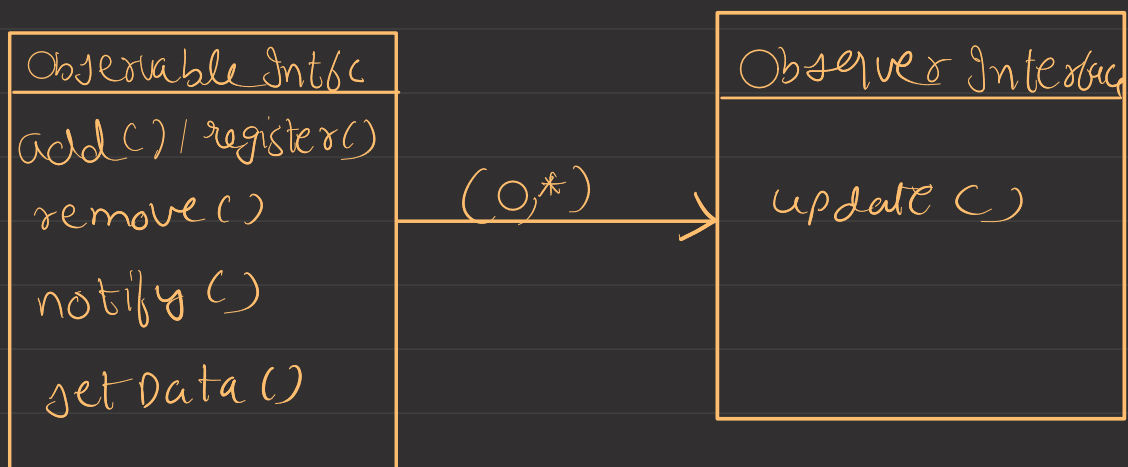 Observable Intfc
add() / register()
remove()
notify()
setData()
(0,*)
Observer Interfac
update()